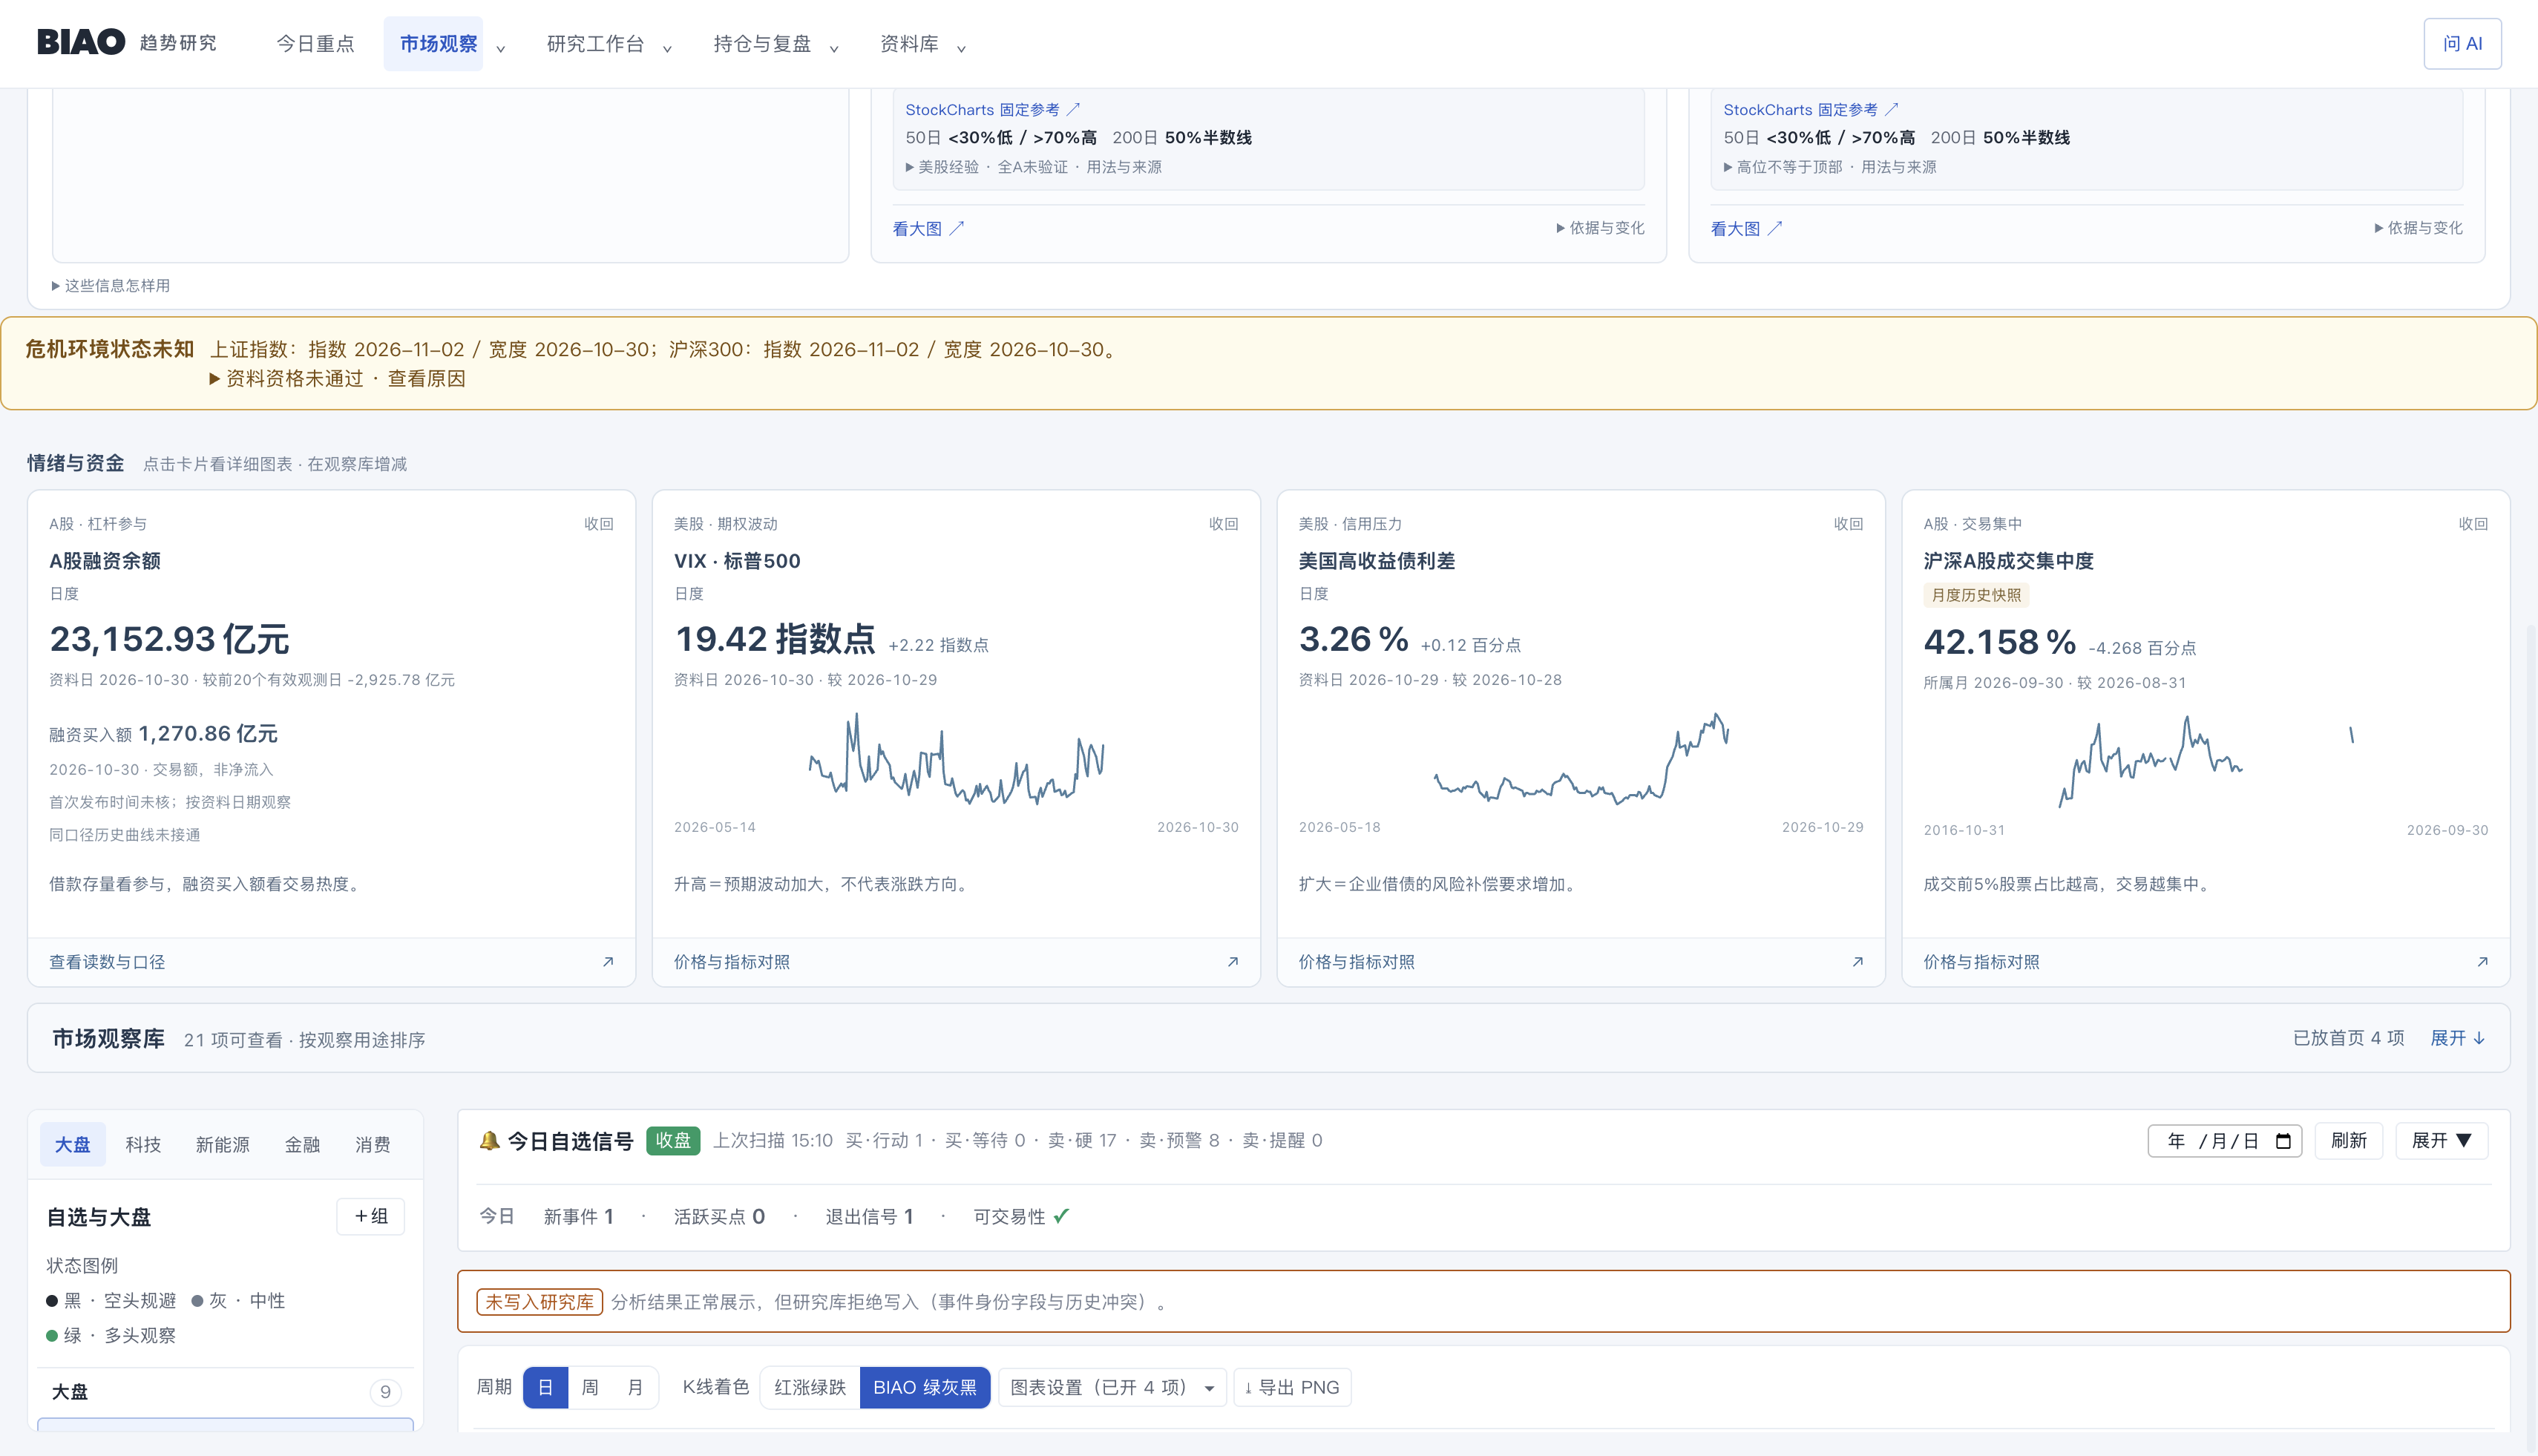 BIAO 趋势研究 今日重点 市场观察 研究工作台 持仓与复盘 资料库 问 AI
StockCharts 固定参考 ↗
50日 <30%低 / >70%高 200日 50%半数线
▶ 美股经验 · 全A未验证 · 用法与来源
看大图 ↗ ▶ 依据与变化
StockCharts 固定参考 ↗
50日 <30%低 / >70%高 200日 50%半数线
▶ 高位不等于顶部 · 用法与来源
看大图 ↗ ▶ 依据与变化
▶ 这些信息怎样用
危机环境状态未知 上证指数：指数 2026-11-02 / 宽度 2026-10-30；沪深300：指数 2026-11-02 / 宽度 2026-10-30。
▶ 资料资格未通过 · 查看原因
情绪与资金 点击卡片看详细图表 · 在观察库增减
A股 · 杠杆参与 收回
A股融资余额
日度
23,152.93 亿元
资料日 2026-10-30 · 较前20个有效观测日 -2,925.78 亿元
融资买入额 1,270.86 亿元
2026-10-30 · 交易额，非净流入
首次发布时间未核；按资料日期观察
同口径历史曲线未接通
借款存量看参与，融资买入额看交易热度。
查看读数与口径 ↗
美股 · 期权波动 收回
VIX · 标普500
日度
19.42 指数点 +2.22 指数点
资料日 2026-10-30 · 较 2026-10-29
2026-05-14 2026-10-30
升高＝预期波动加大，不代表涨跌方向。
价格与指标对照 ↗
美股 · 信用压力 收回
美国高收益债利差
日度
3.26 % +0.12 百分点
资料日 2026-10-29 · 较 2026-10-28
2026-05-18 2026-10-29
扩大＝企业借债的风险补偿要求增加。
价格与指标对照 ↗
A股 · 交易集中 收回
沪深A股成交集中度
月度历史快照
42.158 % -4.268 百分点
所属月 2026-09-30 · 较 2026-08-31
2016-10-31 2026-09-30
成交前5%股票占比越高，交易越集中。
价格与指标对照 ↗
市场观察库 21 项可查看 · 按观察用途排序 已放首页 4 项 展开 ↓
大盘 科技 新能源 金融 消费
自选与大盘 ＋组
状态图例
黑 · 空头规避 灰 · 中性
绿 · 多头观察
大盘 9
🔔 今日自选信号 收盘 上次扫描 15:10 买·行动 1 · 买·等待 0 · 卖·硬 17 · 卖·预警 8 · 卖·提醒 0 年 /月/日 刷新 展开 ▼
今日 新事件 1 · 活跃买点 0 · 退出信号 1 · 可交易性 ✓
未写入研究库 分析结果正常展示，但研究库拒绝写入（事件身份字段与历史冲突）。
周期 日 周 月 K线着色 红涨绿跌 BIAO 绿灰黑 图表设置（已开 4 项） ↓ 导出 PNG